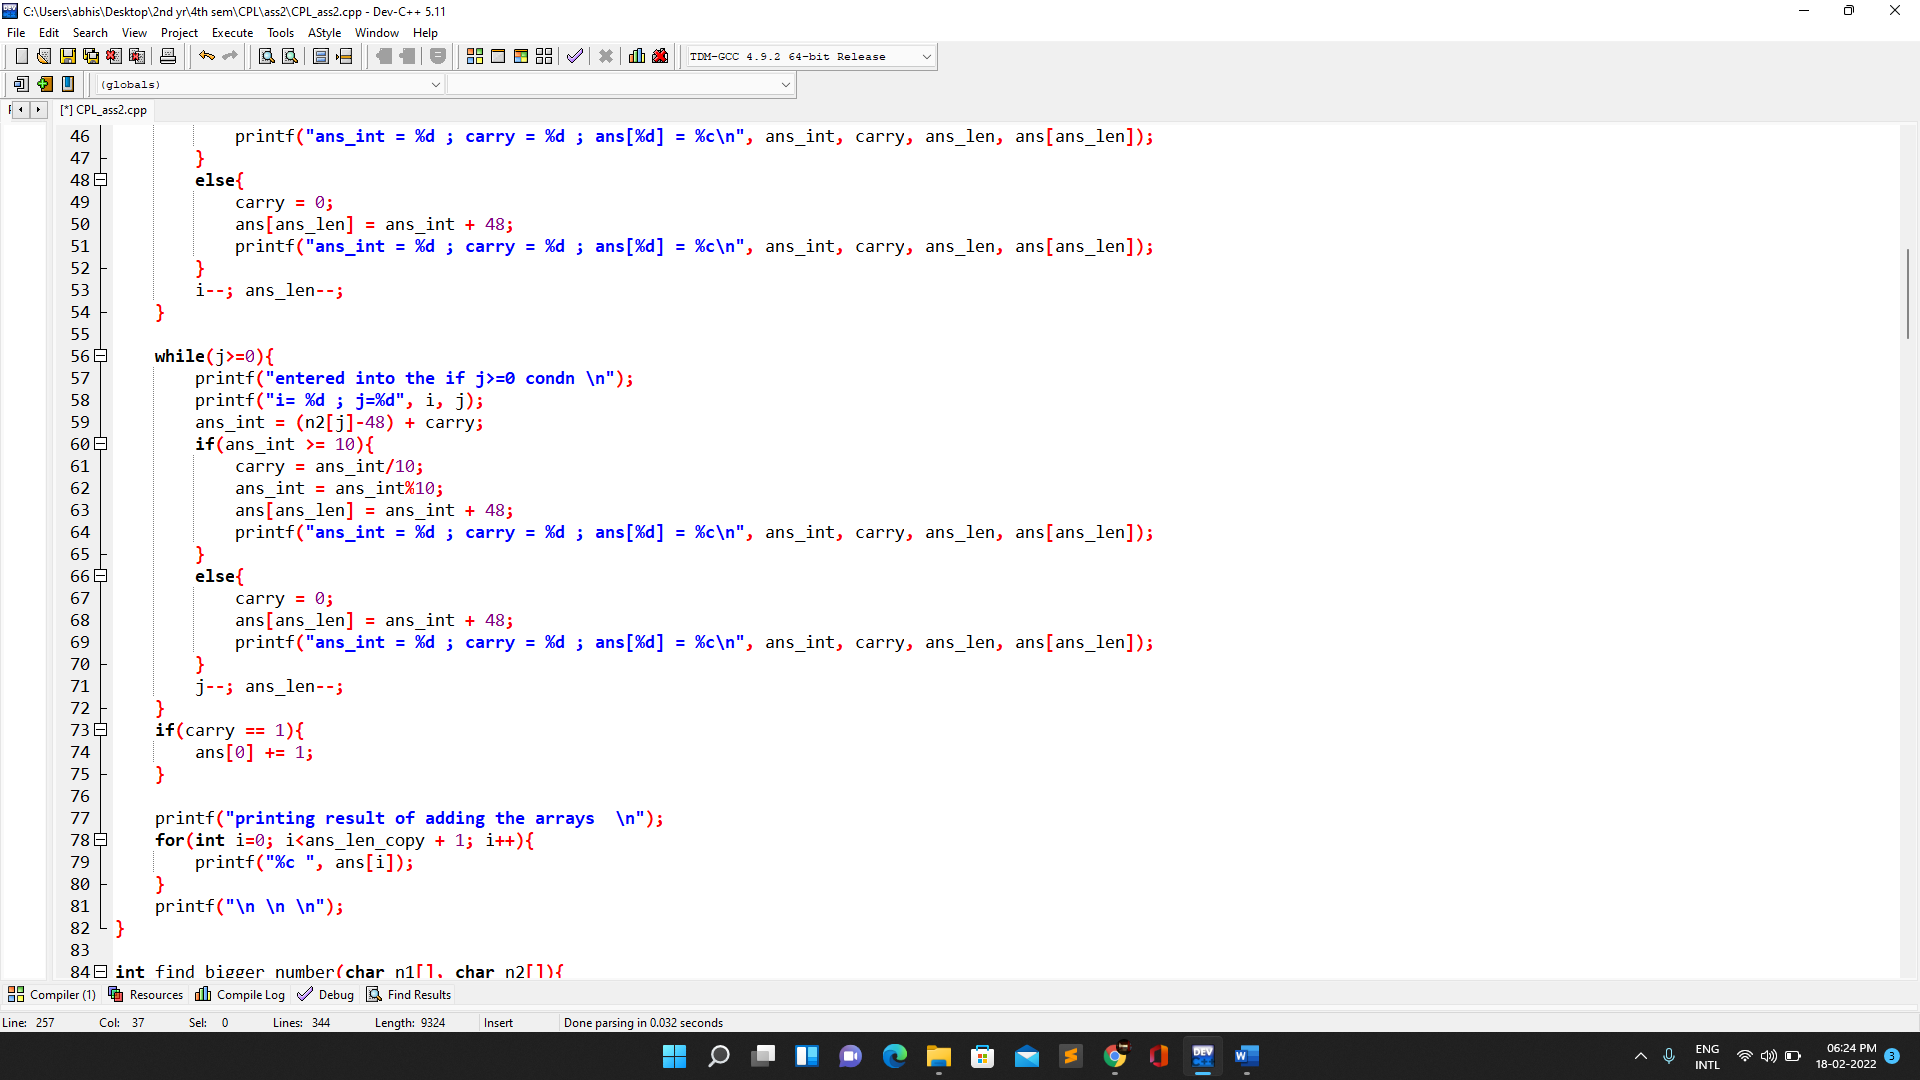 C:\Users\abhis\Desktop\2nd yr\4th sem\CPL\ass2\CPL_ass2.cpp - Dev-C++ 5.11
File Edit Search View Project Execute Tools AStyle Window Help
TDM-GCC 4.9.2 64-bit Release
(globals)
[*] CPL_ass2.cpp
46 printf("ans_int = %d ; carry = %d ; ans[%d] = %c\n", ans_int, carry, ans_len, ans[ans_len]);
47 }
48 else{
49 carry = 0;
50 ans[ans_len] = ans_int + 48;
51 printf("ans_int = %d ; carry = %d ; ans[%d] = %c\n", ans_int, carry, ans_len, ans[ans_len]);
52 }
53 i--; ans_len--;
54 }
55
56 while(j>=0){
57 printf("entered into the if j>=0 condn \n");
58 printf("i= %d ; j=%d", i, j);
59 ans_int = (n2[j]-48) + carry;
60 if(ans_int >= 10){
61 carry = ans_int/10;
62 ans_int = ans_int%10;
63 ans[ans_len] = ans_int + 48;
64 printf("ans_int = %d ; carry = %d ; ans[%d] = %c\n", ans_int, carry, ans_len, ans[ans_len]);
65 }
66 else{
67 carry = 0;
68 ans[ans_len] = ans_int + 48;
69 printf("ans_int = %d ; carry = %d ; ans[%d] = %c\n", ans_int, carry, ans_len, ans[ans_len]);
70 }
71 j--; ans_len--;
72 }
73 if(carry == 1){
74 ans[0] += 1;
75 }
76
77 printf("printing result of adding the arrays  \n");
78 for(int i=0; i<ans_len_copy + 1; i++){
79 printf("%c ", ans[i]);
80 }
81 printf("\n \n \n");
82 }
83
84 int find_bigger_number(char n1[], char n2[]){
Compiler (1) Resources Compile Log Debug Find Results
Line: 257 Col: 37 Sel: 0 Lines: 344 Length: 9324 Insert Done parsing in 0.032 seconds
DEV
W
ENG
INTL
06:24 PM
18-02-2022
3